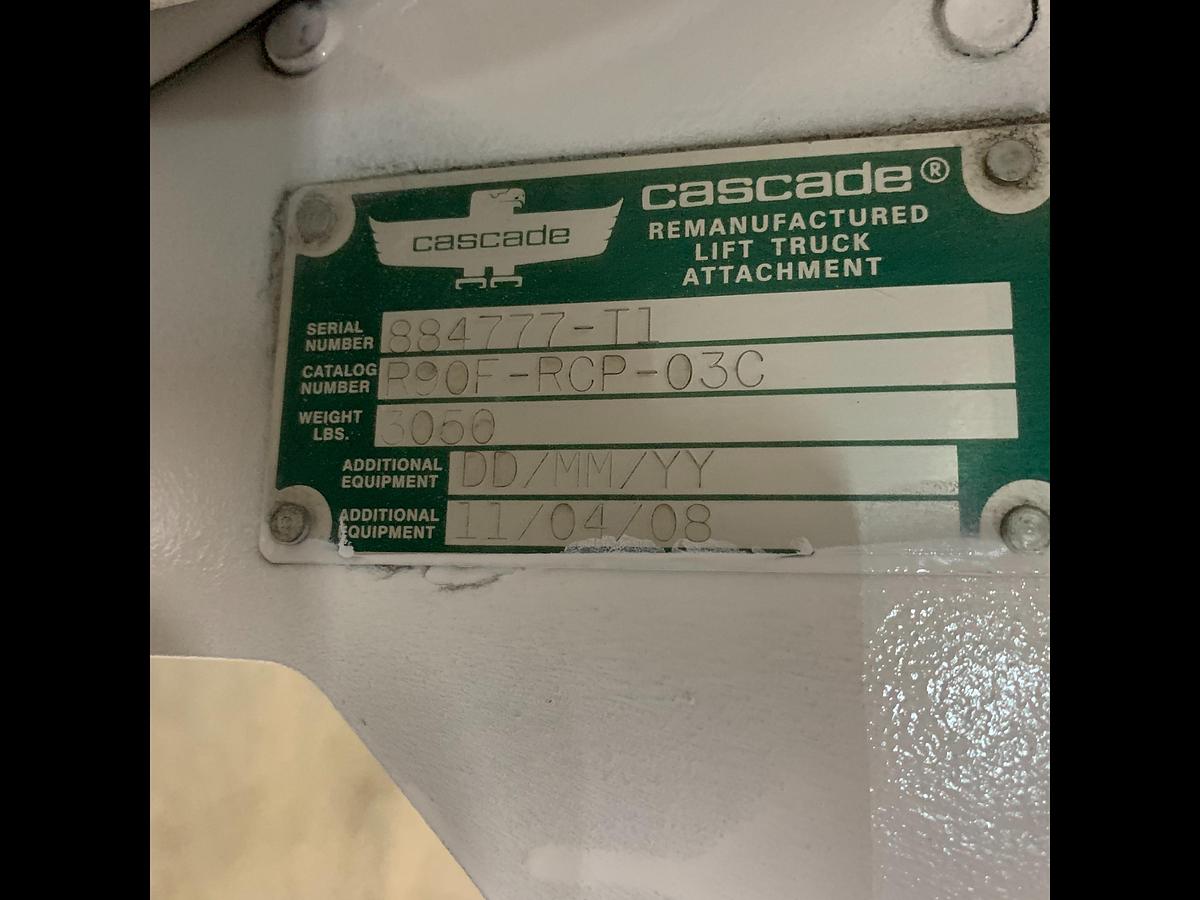 cascade
cascade®
REMANUFACTURED
LIFT TRUCK
ATTACHMENT
SERIAL NUMBER 884777-T1
CATALOG NUMBER R90F-RCP-03C
WEIGHT LBS. 3050
ADDITIONAL EQUIPMENT DD/MM/YY
ADDITIONAL EQUIPMENT 11/04/08